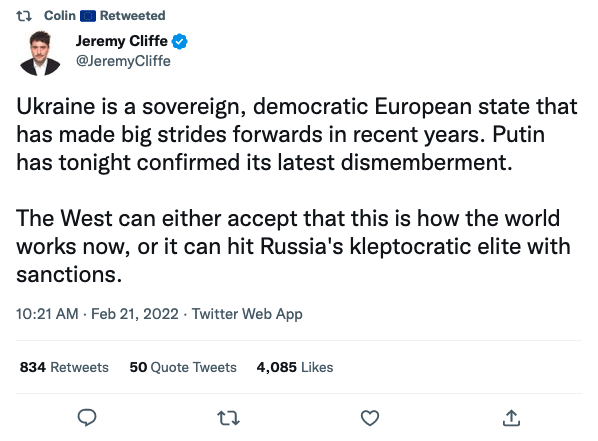 Colin 🇪🇺 Retweeted
Jeremy Cliffe
@JeremyCliffe
Ukraine is a sovereign, democratic European state that
has made big strides forwards in recent years. Putin
has tonight confirmed its latest dismemberment.
The West can either accept that this is how the world
works now, or it can hit Russia's kleptocratic elite with
sanctions.
10:21 AM · Feb 21, 2022 · Twitter Web App
834 Retweets 50 Quote Tweets 4,085 Likes